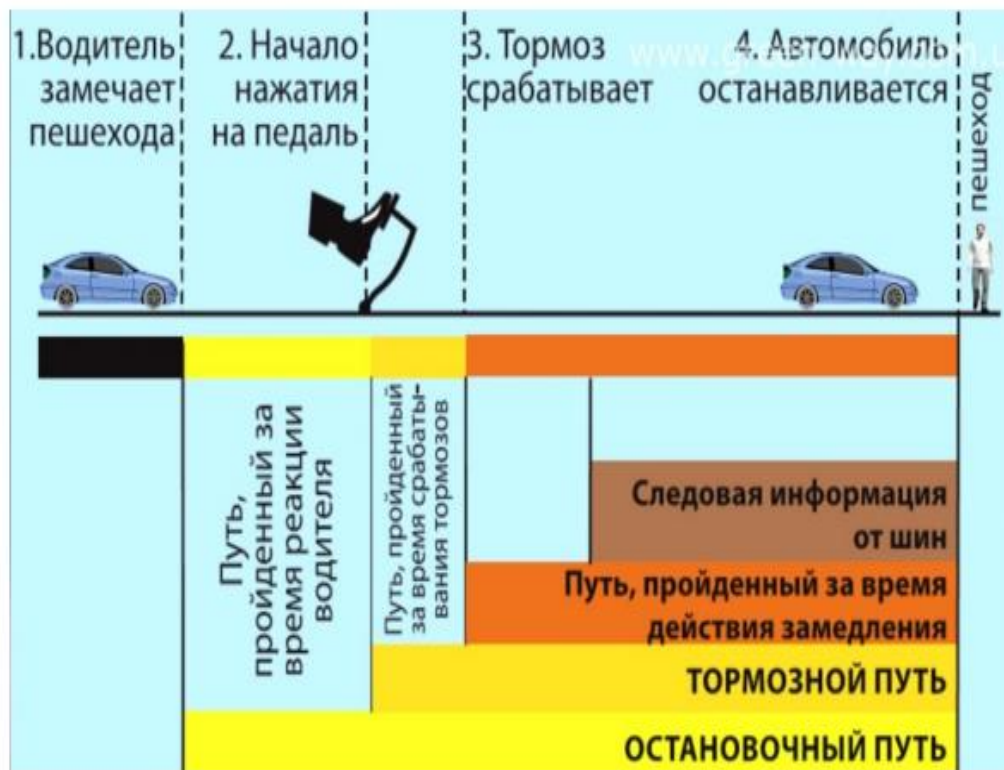 1.Водитель
замечает
пешехода
2. Начало
нажатия
на педаль
3. Тормоз
срабатывает
4. Автомобиль
останавливается
пешеход
Путь,
пройденный за
время реакции
водителя
Путь, пройденный
за время срабаты-
вания тормозов
Следовая информация
от шин
Путь, пройденный за время
действия замедления
ТОРМОЗНОЙ ПУТЬ
ОСТАНОВОЧНЫЙ ПУТЬ